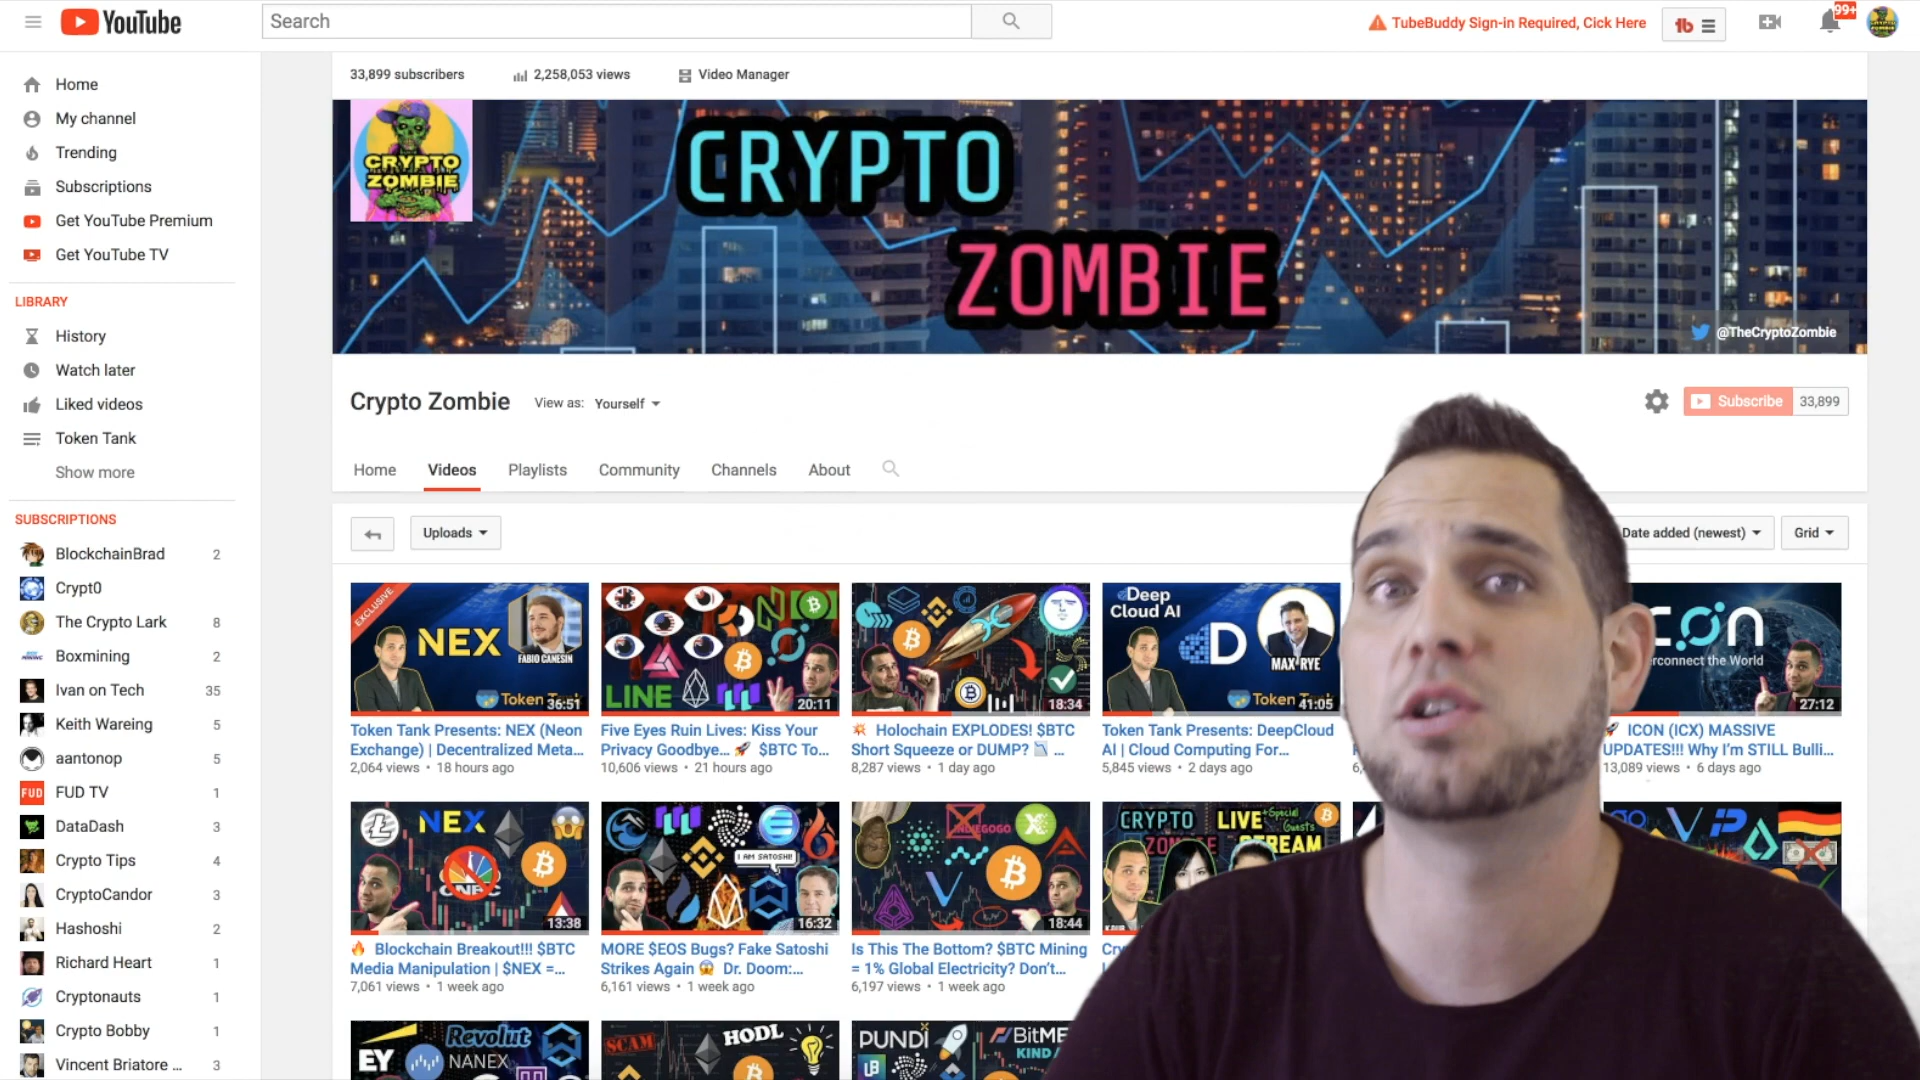 YouTube
Search
TubeBuddy Sign-in Required, Cick Here
99+
33,899 subscribers
2,258,053 views
Video Manager
Home
My channel
Trending
Subscriptions
Get YouTube Premium
Get YouTube TV
LIBRARY
History
Watch later
Liked videos
Token Tank
Show more
SUBSCRIPTIONS
BlockchainBrad 2
Crypt0
The Crypto Lark 8
Boxmining 2
Ivan on Tech 35
Keith Wareing 5
aantonop 5
FUD TV 1
DataDash 3
Crypto Tips 4
CryptoCandor 3
Hashoshi 2
Richard Heart 1
Cryptonauts 1
Crypto Bobby 1
Vincent Briatore ... 3
CRYPTO
ZOMBIE
CRYPTO
ZOMBIE
@TheCryptoZombie
Crypto Zombie
View as: Yourself
Subscribe 33,899
Home Videos Playlists Community Channels About
Uploads
Date added (newest)
Grid
EXCLUSIVE
NEX
FABIO CANESIN
Token
36:51
Token Tank Presents: NEX (Neon
Exchange) | Decentralized Meta...
2,064 views • 18 hours ago
LINE
20:11
Five Eyes Ruin Lives: Kiss Your
Privacy Goodbye... 🚀 $BTC To...
10,606 views • 21 hours ago
18:34
💥 Holochain EXPLODES! $BTC
Short Squeeze or DUMP? 📉 ...
8,287 views • 1 day ago
Deep
Cloud AI
D
MAX RYE
Token
41:05
Token Tank Presents: DeepCloud
AI | Cloud Computing For...
5,845 views • 2 days ago
con
erconnect the World
27:12
🚀 ICON (ICX) MASSIVE
UPDATES!!! Why I'm STILL Bulli...
13,089 views • 6 days ago
NEX
CNBC
13:38
🔥 Blockchain Breakout!!! $BTC
Media Manipulation | $NEX =...
7,061 views • 1 week ago
I AM SATOSHI!
16:32
MORE $EOS Bugs? Fake Satoshi
Strikes Again 😱 Dr. Doom:...
6,161 views • 1 week ago
INDIEGOGO
18:44
Is This The Bottom? $BTC Mining
= 1% Global Electricity? Don't...
6,197 views • 1 week ago
CRYPTO
LIVE
+Special
Guests
REAM
Cry
EY
Revolut
NANEX
SCAM
HODL
PUNDI
BitME
KIND